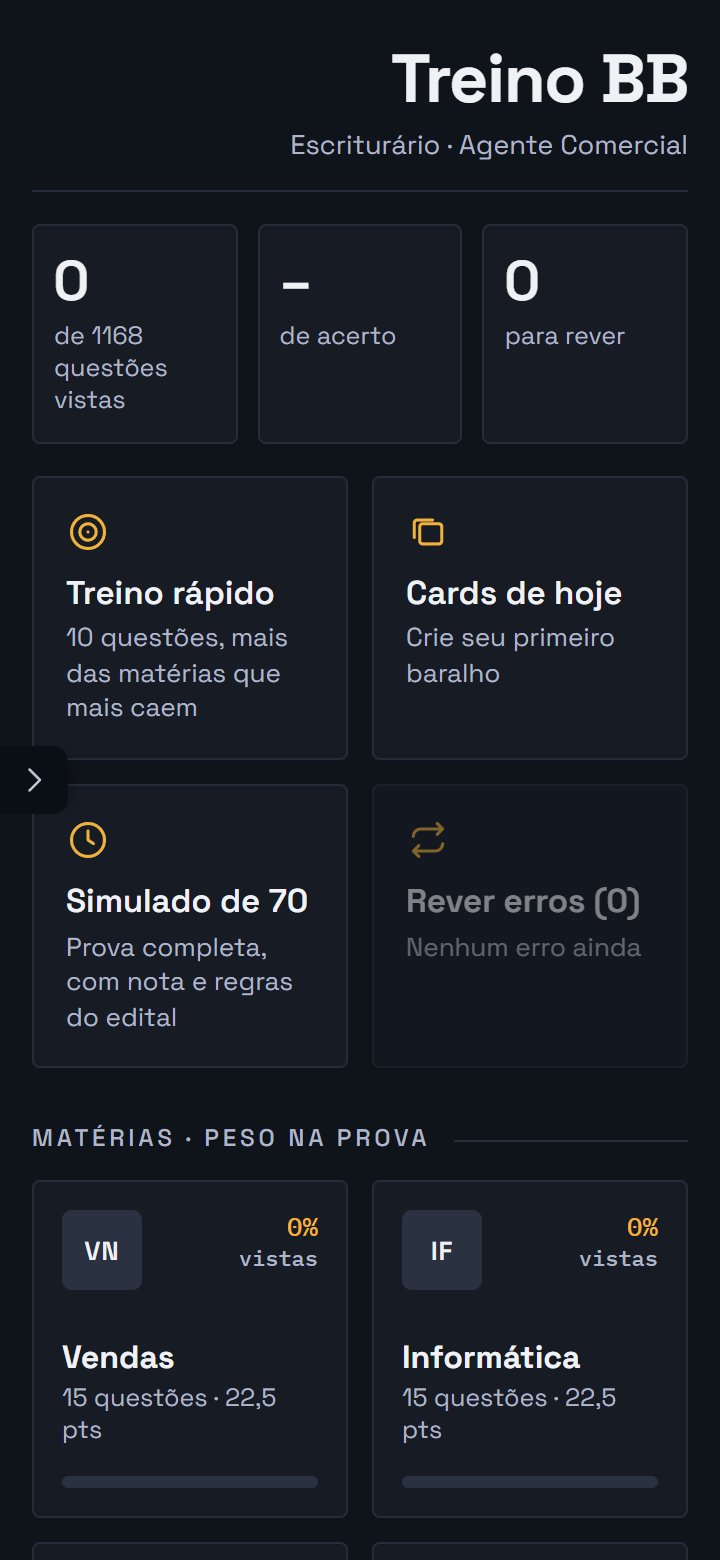 Treino BB
Escriturário · Agente Comercial
0
de 1168
questões
vistas
–
de acerto
0
para rever
Treino rápido
10 questões, mais
das matérias que
mais caem
Cards de hoje
Crie seu primeiro
baralho
Simulado de 70
Prova completa,
com nota e regras
do edital
Rever erros (0)
Nenhum erro ainda
MATÉRIAS · PESO NA PROVA
VN
0%
vistas
Vendas
15 questões · 22,5
pts
IF
0%
vistas
Informática
15 questões · 22,5
pts